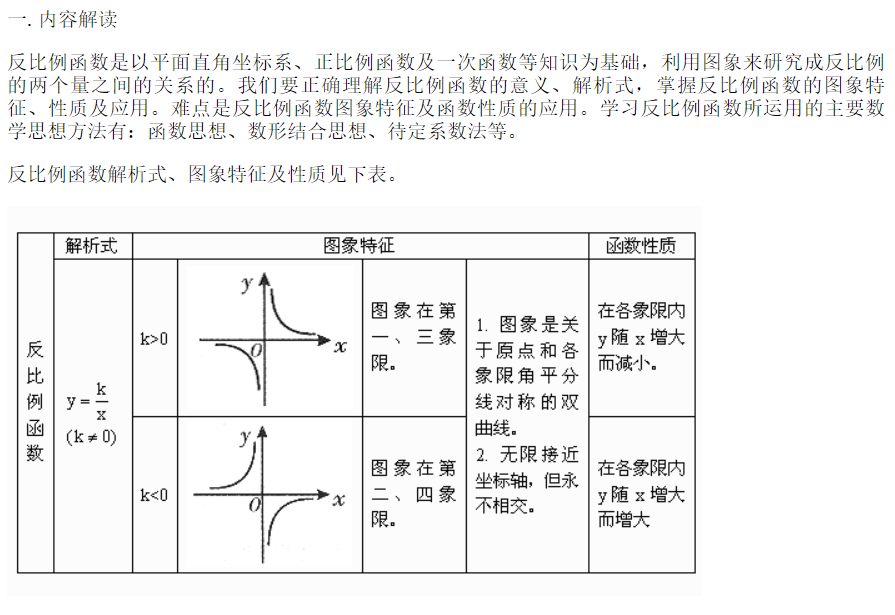 一. 内容解读
反比例函数是以平面直角坐标系、正比例函数及一次函数等知识为基础，利用图象来研究成反比例
的两个量之间的关系的。我们要正确理解反比例函数的意义、解析式，掌握反比例函数的图象特
征、性质及应用。难点是反比例函数图象特征及函数性质的应用。学习反比例函数所运用的主要数
学思想方法有：函数思想、数形结合思想、待定系数法等。
反比例函数解析式、图象特征及性质见下表。
解析式
图象特征
函数性质
反
比
例
函
数
y = k/x
(k ≠ 0)
k>0
y
O
x
图象在第
一、三象
限。
1. 图象是关
于原点和各
象限角平分
线对称的双
曲线。
2. 无限接近
坐标轴，但永
不相交。
在各象限内
y 随 x 增大
而减小。
k<0
y
O
x
图象在第
二、四象
限。
在各象限内
y 随 x 增大
而增大